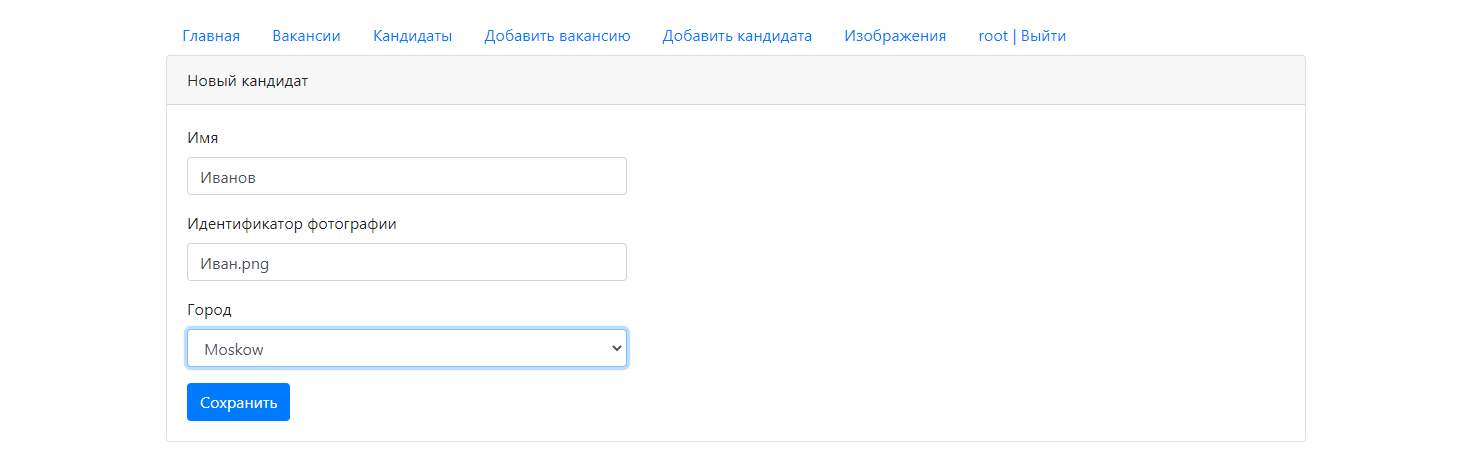 Главная Вакансии Кандидаты Добавить вакансию Добавить кандидата Изображения root | Выйти
Новый кандидат
Имя
Иванов
Идентификатор фотографии
Иван.png
Город
Moskow
Сохранить